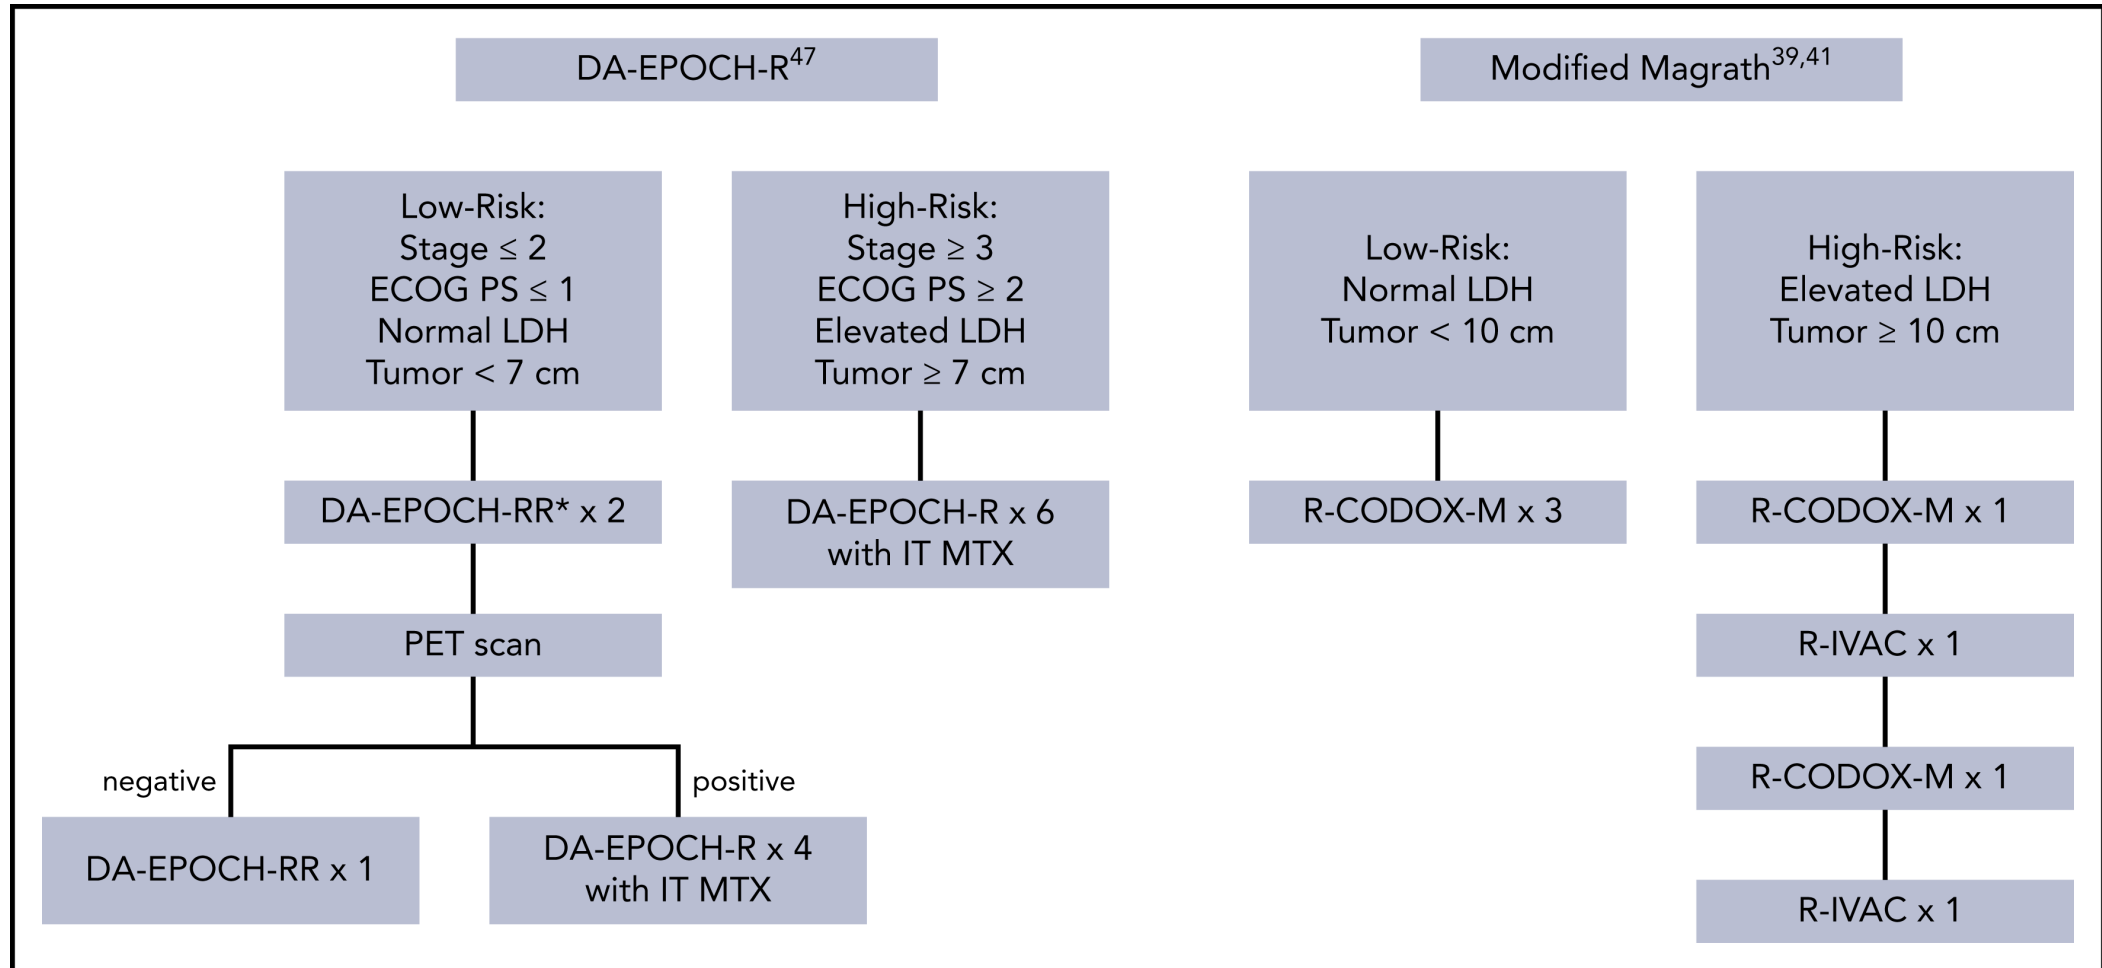 DA-EPOCH-R47
Low-Risk:
Stage ≤ 2
ECOG PS ≤ 1
Normal LDH
Tumor < 7 cm
High-Risk:
Stage ≥ 3
ECOG PS ≥ 2
Elevated LDH
Tumor ≥ 7 cm
DA-EPOCH-RR* x 2
DA-EPOCH-R x 6
with IT MTX
PET scan
negative
positive
DA-EPOCH-RR x 1
DA-EPOCH-R x 4
with IT MTX
Modified Magrath39,41
Low-Risk:
Normal LDH
Tumor < 10 cm
High-Risk:
Elevated LDH
Tumor ≥ 10 cm
R-CODOX-M x 3
R-CODOX-M x 1
R-IVAC x 1
R-CODOX-M x 1
R-IVAC x 1